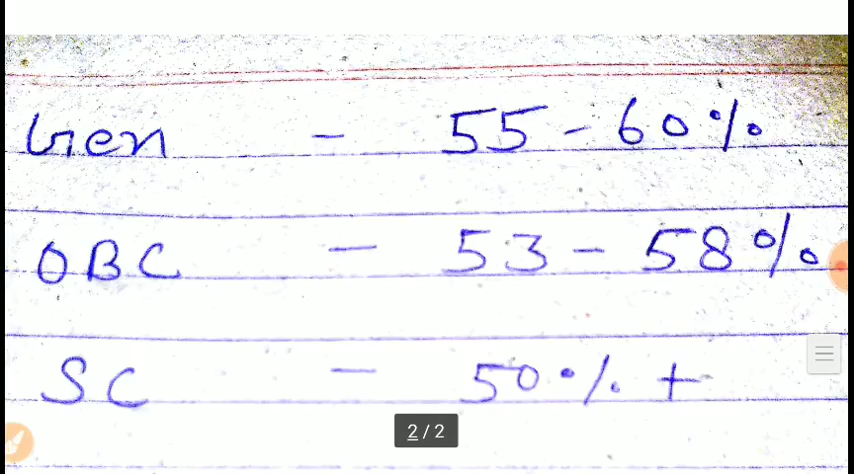 Gen - 55 - 60%
OBC - 53 - 58%
SC - 50% +
2/2